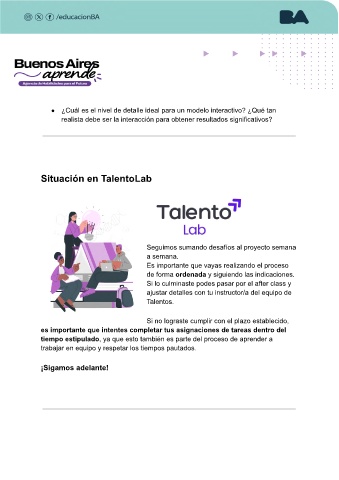 /educacionBA
BA
Buenos Aires
aprende
Agencia de Habilidades para el Futuro
● ¿Cuál es el nivel de detalle ideal para un modelo interactivo? ¿Qué tan
realista debe ser la interacción para obtener resultados significativos?
Situación en TalentoLab
Talento
Lab
Seguimos sumando desafíos al proyecto semana
a semana.
Es importante que vayas realizando el proceso
de forma ordenada y siguiendo las indicaciones.
Si lo culminaste podes pasar por el after class y
ajustar detalles con tu instructor/a del equipo de
Talentos.
Si no lograste cumplir con el plazo establecido,
es importante que intentes completar tus asignaciones de tareas dentro del
tiempo estipulado, ya que esto también es parte del proceso de aprender a
trabajar en equipo y respetar los tiempos pautados.
¡Sigamos adelante!